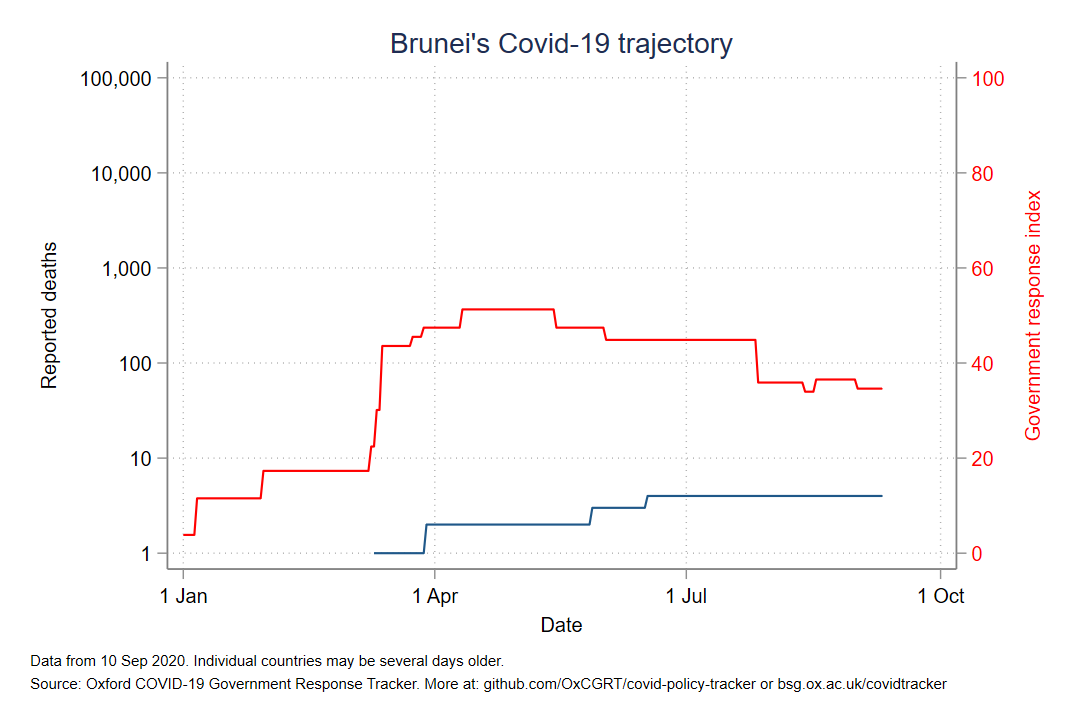 Brunei's Covid-19 trajectory
100,000
10,000
1,000
100
10
1
Reported deaths
100
80
60
40
20
0
Government response index
1 Jan
1 Apr
1 Jul
1 Oct
Date
Data from 10 Sep 2020. Individual countries may be several days older.
Source: Oxford COVID-19 Government Response Tracker. More at: github.com/OxCGRT/covid-policy-tracker or bsg.ox.ac.uk/covidtracker